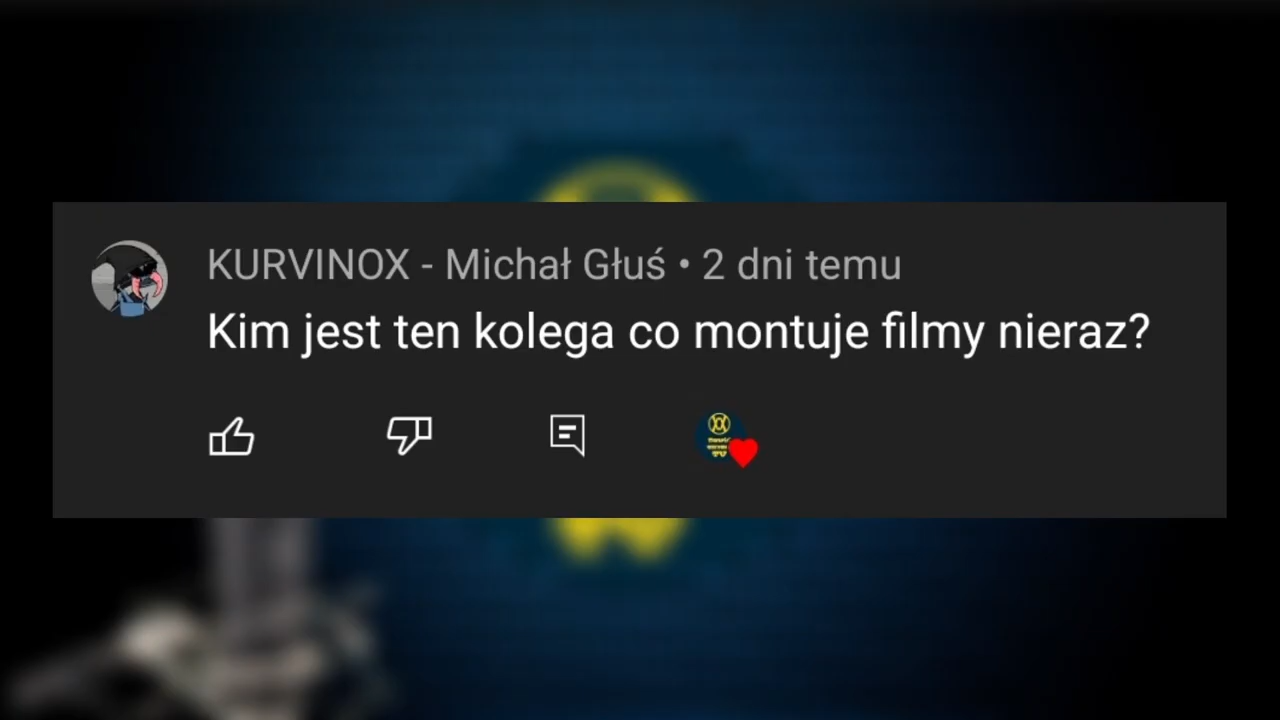 KURVINOX - Michał Głuś • 2 dni temu
Kim jest ten kolega co montuje filmy nieraz?